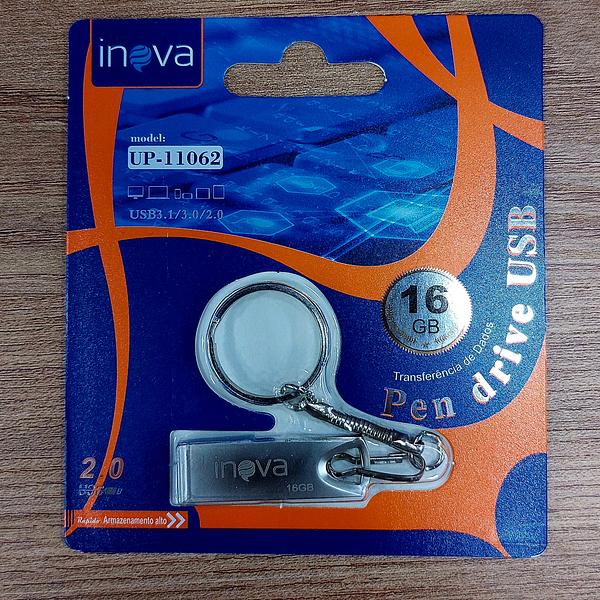 inova
model:
UP-11062
USB3.1/3.0/2.0
16
GB
Transferência de Dados
Pen drive USB
inova
16GB
2.0
Rapido Armazenamento alto